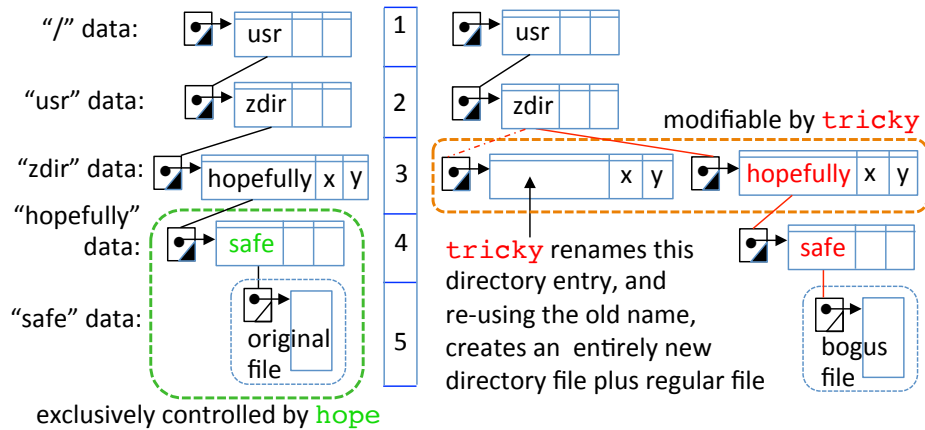 “/” data:
usr
1
usr
“usr” data:
zdir
2
zdir
modifiable by tricky
“zdir” data:
hopefully x y
3
x y
hopefully x y
“hopefully”
data:
safe
4
tricky renames this
directory entry, and
re-using the old name,
creates an entirely new
directory file plus regular file
safe
“safe” data:
original
file
5
bogus
file
exclusively controlled by hope